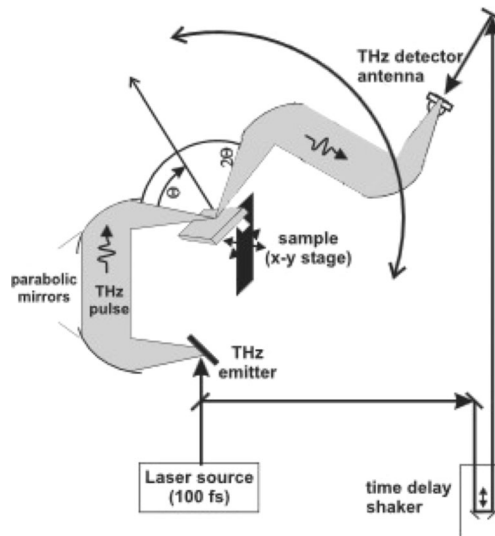 THz detector
antenna
2Θ
Θ
sample
(x-y stage)
parabolic
mirrors
THz
pulse
THz
emitter
Laser source
(100 fs)
time delay
shaker